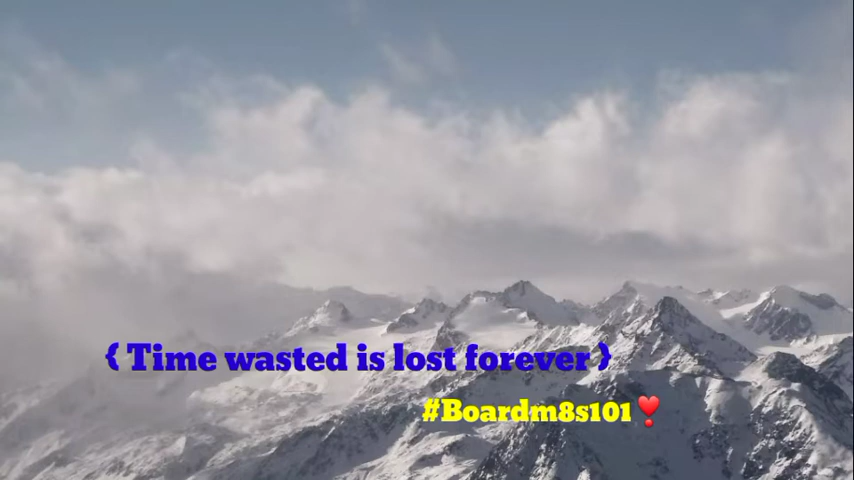 { Time wasted is lost forever }
#Boardm8s101❣️